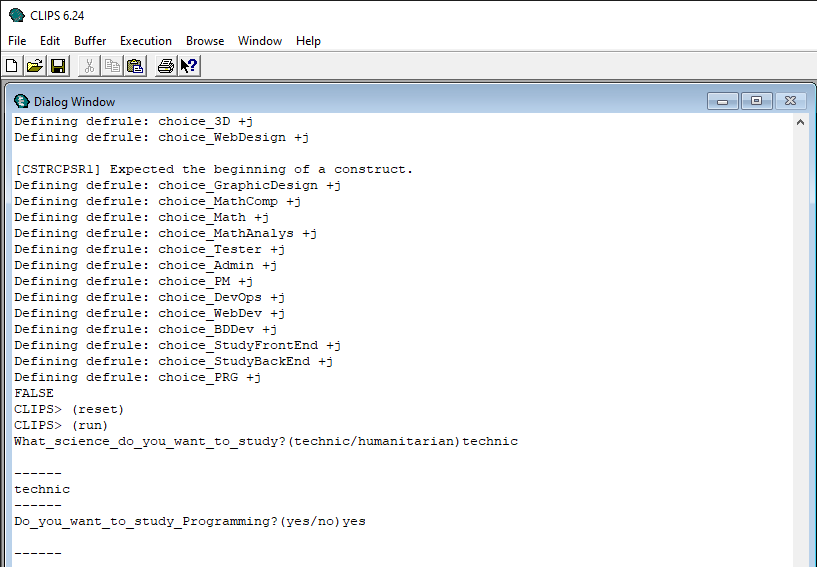 CLIPS 6.24
File Edit Buffer Execution Browse Window Help
Dialog Window
Defining defrule: choice_3D +j
Defining defrule: choice_WebDesign +j
[CSTRCPSR1] Expected the beginning of a construct.
Defining defrule: choice_GraphicDesign +j
Defining defrule: choice_MathComp +j
Defining defrule: choice_Math +j
Defining defrule: choice_MathAnalys +j
Defining defrule: choice_Tester +j
Defining defrule: choice_Admin +j
Defining defrule: choice_PM +j
Defining defrule: choice_DevOps +j
Defining defrule: choice_WebDev +j
Defining defrule: choice_BDDev +j
Defining defrule: choice_StudyFrontEnd +j
Defining defrule: choice_StudyBackEnd +j
Defining defrule: choice_PRG +j
FALSE
CLIPS> (reset)
CLIPS> (run)
What_science_do_you_want_to_study?(technic/humanitarian)technic
------
technic
------
Do_you_want_to_study_Programming?(yes/no)yes
------